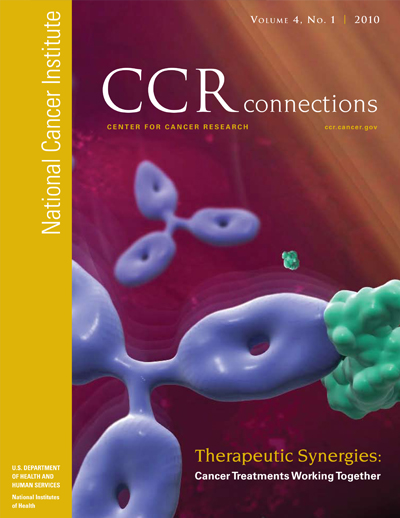 National Cancer Institute
VOLUME 4, NO. 1 | 2010
CCR connections
CENTER FOR CANCER RESEARCH
ccr.cancer.gov
Therapeutic Synergies:
Cancer Treatments Working Together
U.S. DEPARTMENT
OF HEALTH AND
HUMAN SERVICES
National Institutes
of Health